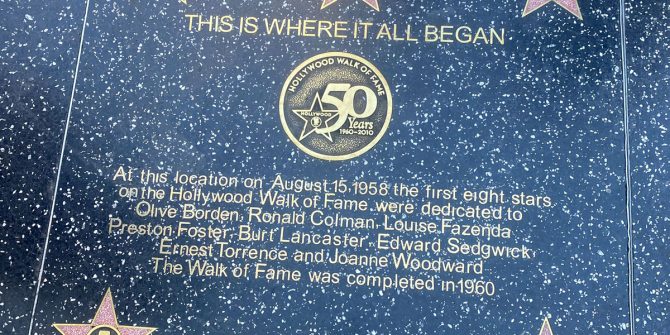 THIS IS WHERE IT ALL BEGAN
HOLLYWOOD WALK OF FAME
50
HOLLYWOOD
Years
1960-2010
At this location on August 15, 1958 the first eight stars
on the Hollywood Walk of Fame were dedicated to
Olive Borden, Ronald Colman, Louise Fazenda
Preston Foster, Burt Lancaster, Edward Sedgwick
Ernest Torrence and Joanne Woodward
The Walk of Fame was completed in 1960